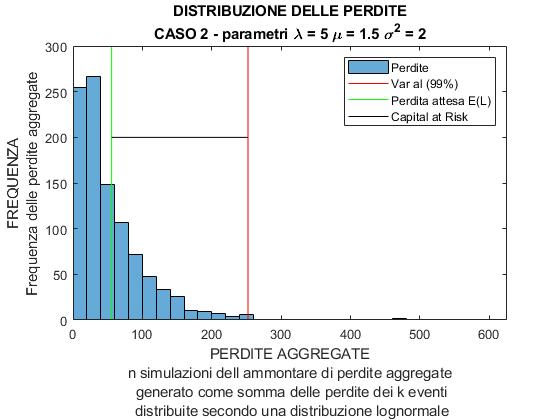 DISTRIBUZIONE DELLE PERDITE
CASO 2 - parametri λ = 5 μ = 1.5 σ² = 2
300
250
200
150
100
50
0
FREQUENZA
Frequenza delle perdite aggregate
Perdite
Var al (99%)
Perdita attesa E(L)
Capital at Risk
0 100 200 300 400 500 600
PERDITE AGGREGATE
n simulazioni dell ammontare di perdite aggregate
generato come somma delle perdite dei k eventi
distribuite secondo una distribuzione lognormale